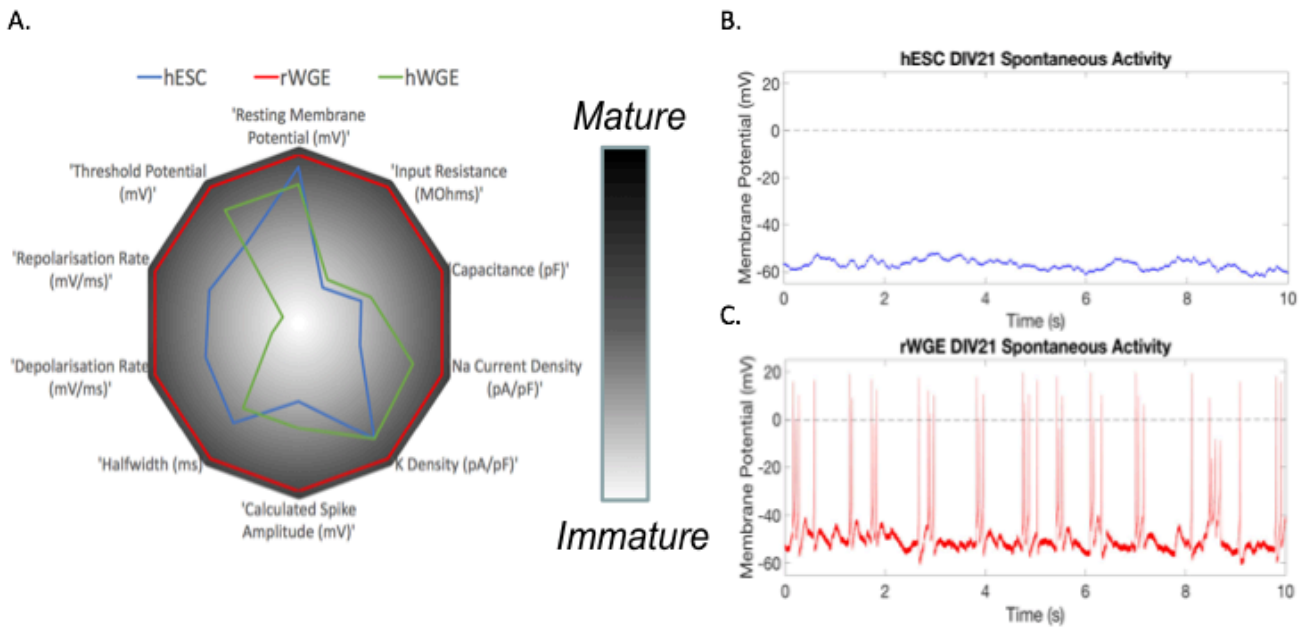 A.
hESC rWGE hWGE
'Resting Membrane
Potential (mV)'
'Input Resistance
(MOhms)'
'Capacitance (pF)'
Na Current Density
(pA/pF)'
K Density (pA/pF)'
'Calculated Spike
Amplitude (mV)'
'Halfwidth (ms)
'Depolarisation Rate
(mV/ms)'
'Repolarisation Rate
(mV/ms)'
'Threshold Potential
(mV)'
Mature
Immature
B.
hESC DIV21 Spontaneous Activity
Membrane Potential (mV)
20
0
-20
-40
-60
0 2 4 6 8 10
Time (s)
C.
rWGE DIV21 Spontaneous Activity
Membrane Potential (mV)
20
0
-20
-40
-60
0 2 4 6 8 10
Time (s)